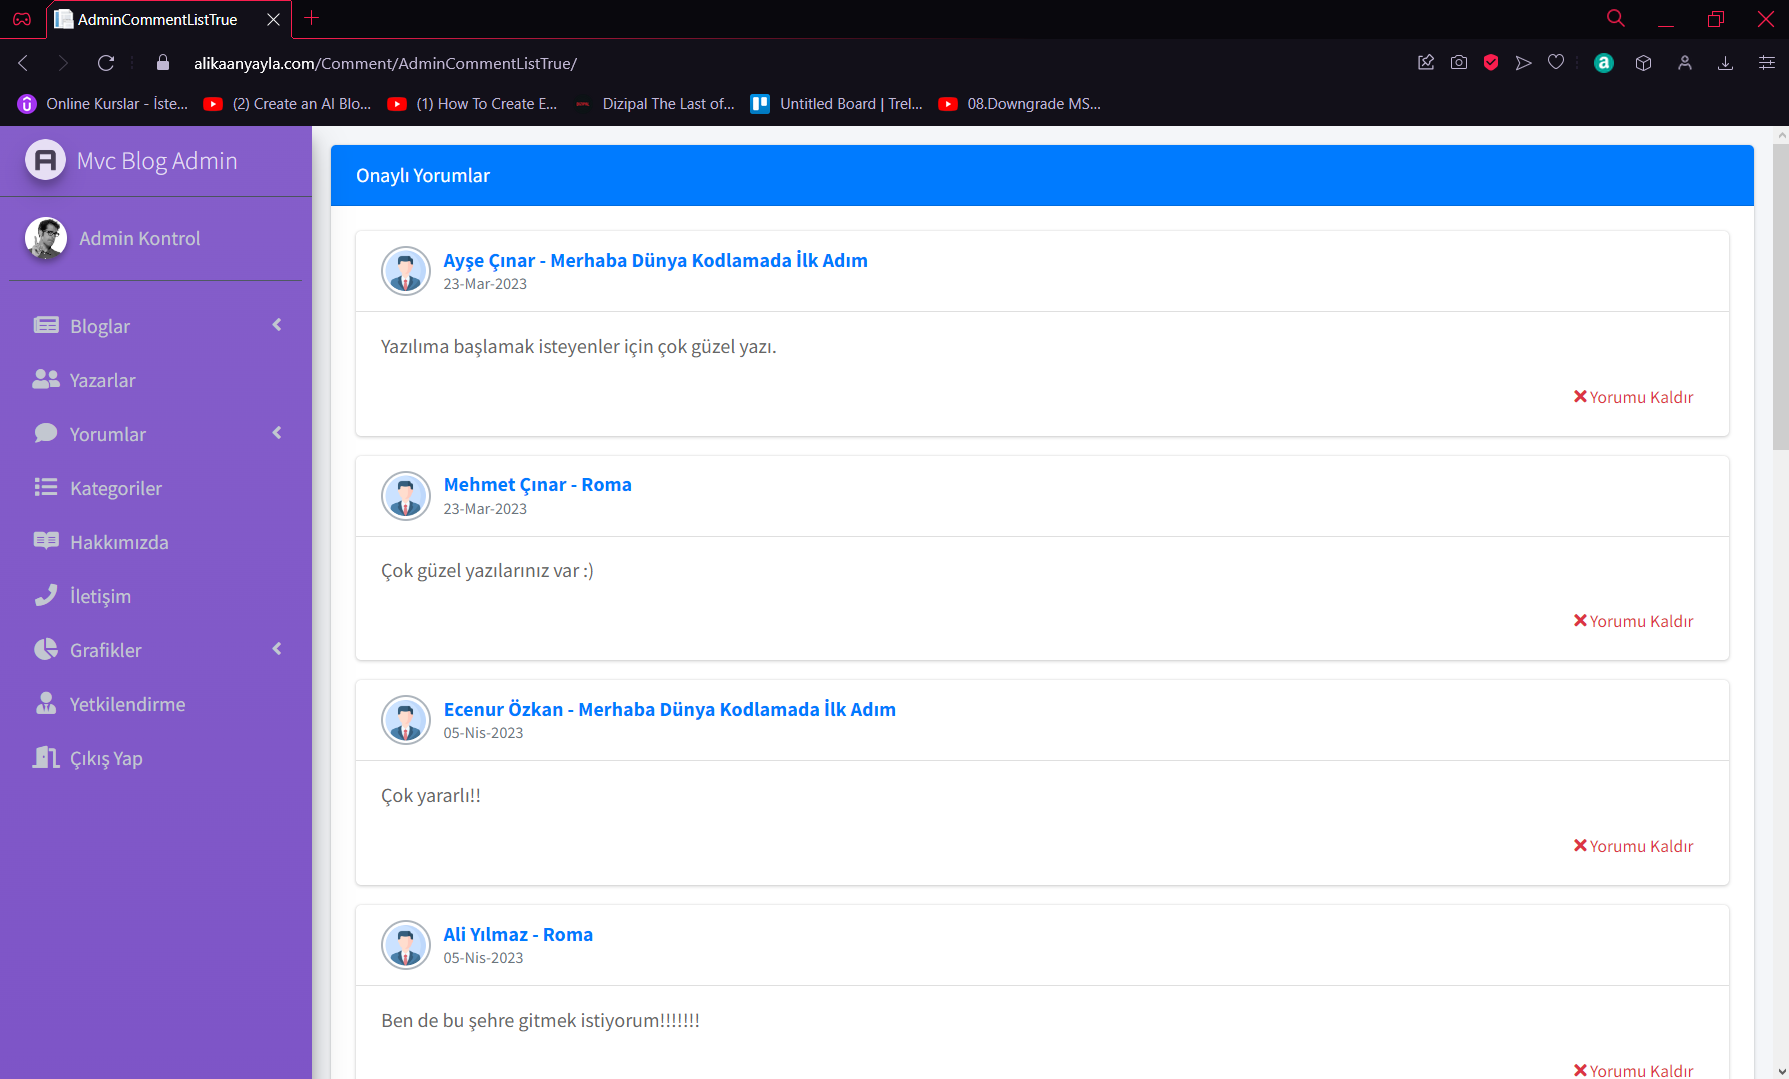 AdminCommentListTrue
alikaanyayla.com/Comment/AdminCommentListTrue/
Online Kurslar - İste...
(2) Create an AI Blo...
(1) How To Create E...
Dizipal The Last of...
Untitled Board | Trel...
08.Downgrade MS...
Mvc Blog Admin
Admin Kontrol
Bloglar
Yazarlar
Yorumlar
Kategoriler
Hakkımızda
İletişim
Grafikler
Yetkilendirme
Çıkış Yap
Onaylı Yorumlar
Ayşe Çınar - Merhaba Dünya Kodlamada İlk Adım
23-Mar-2023
Yazılıma başlamak isteyenler için çok güzel yazı.
Yorumu Kaldır
Mehmet Çınar - Roma
23-Mar-2023
Çok güzel yazılarınız var :)
Yorumu Kaldır
Ecenur Özkan - Merhaba Dünya Kodlamada İlk Adım
05-Nis-2023
Çok yararlı!!
Yorumu Kaldır
Ali Yılmaz - Roma
05-Nis-2023
Ben de bu şehre gitmek istiyorum!!!!!!!
Yorumu Kaldır